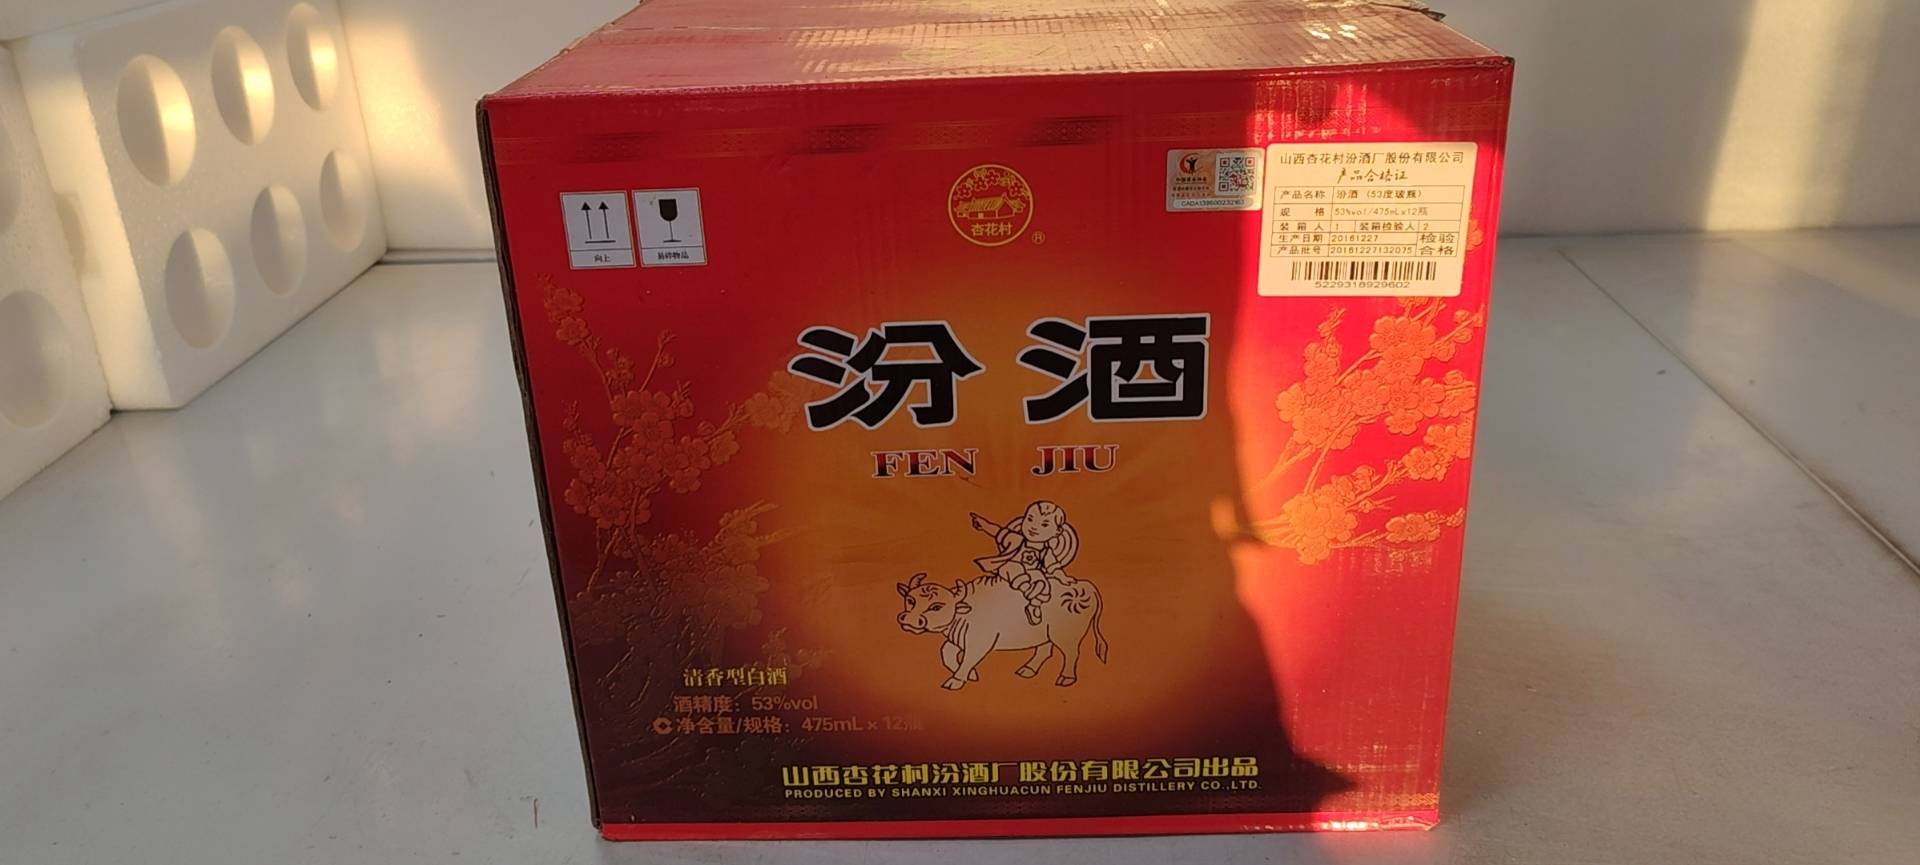 山西杏花村汾酒厂股份有限公司
产品合格证
产品名称 汾酒（53度玻瓶）
规 格 53%vol/475mL×12瓶
装箱人 1 装箱检验人 2
生产日期 20161227 检验
产品批号 20161227132075 合格
5229318929602
CADA139600232163
向上
易碎物品
杏花村
®
汾酒
FEN JIU
清香型白酒
酒精度：53%vol
净含量/规格：475mL×12瓶
山西杏花村汾酒厂股份有限公司出品
PRODUCED BY SHANXI XINGHUACUN FENJIU DISTILLERY CO.,LTD.